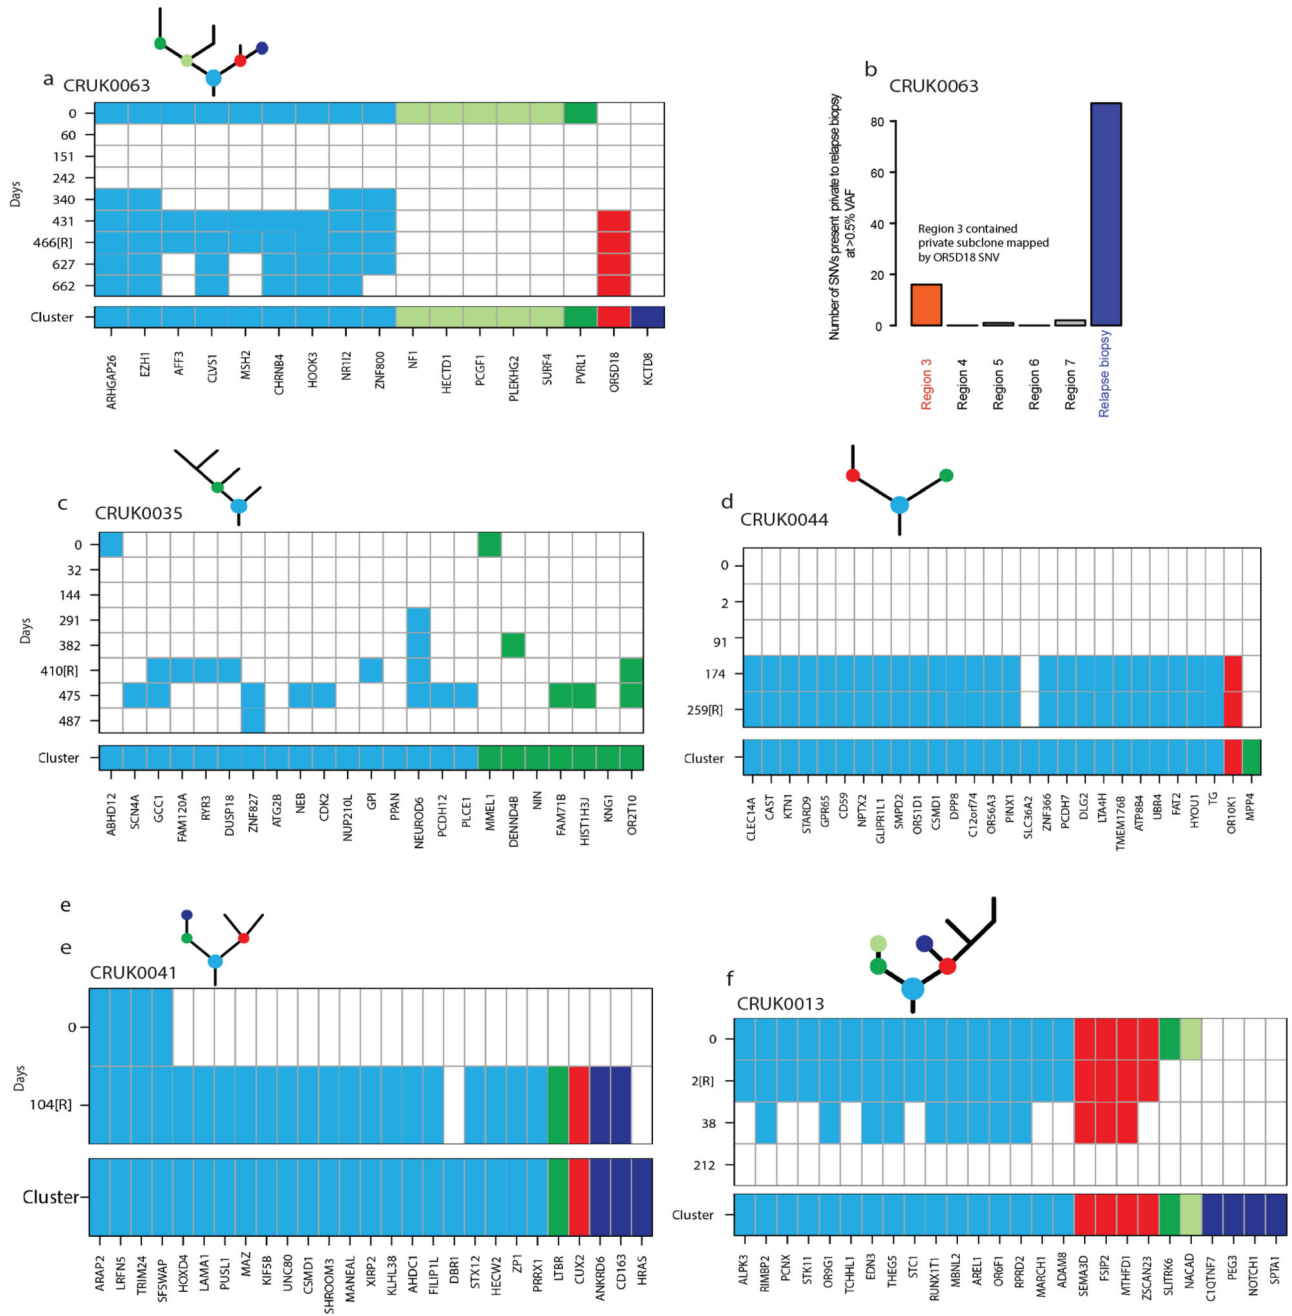 a CRUK0063
Days
0
60
151
242
340
431
466[R]
627
662
Cluster
ARHGAP26
EZH1
AFF3
CLVS1
MSH2
CHRNB4
HOOK3
NR1I2
ZNF800
NF1
HECTD1
PCGF1
PLEKHG2
SURF4
PVRL1
OR5D18
KCTD8
b CRUK0063
Number of SNVs present private to relapse biopsy
at >0.5% VAF
80
60
40
20
0
Region 3 contained
private subclone mapped
by OR5D18 SNV
Region 3
Region 4
Region 5
Region 6
Region 7
Relapse biopsy
c CRUK0035
Days
0
32
144
291
382
410[R]
475
487
Cluster
ABHD12
SCN4A
GCC1
FAM120A
RYR3
DUSP18
ZNF827
ATG2B
NEB
CDK2
NUP210L
GPI
PPAN
NEUROD6
PCDH12
PLCE1
MMEL1
DENND4B
NIN
FAM71B
HIST1H3J
KNG1
OR2T10
d CRUK0044
0
2
91
174
259[R]
Cluster
CLEC14A
CAST
KTN1
STARD9
GPR65
CD59
NPTX2
GLIPR1L1
SMPD2
OR51D1
CSMD1
DPP8
C12orf74
OR56A3
PINX1
SLC36A2
ZNF366
PCDH7
DLG2
LTA4H
TMEM176B
ATP8B4
UBR4
FAT2
HYOU1
TG
OR10K1
MPP4
e
e
CRUK0041
Days
0
104[R]
Cluster
ARAP2
LRFN5
TRIM24
SFSWAP
HOXD4
LAMA1
PUSL1
MAZ
KIF5B
UNC80
CSMD1
SHROOM3
MANEAL
XIRP2
KLHL38
AHDC1
FILIP1L
DBR1
STX12
HECW2
ZP1
PRRX1
LTBR
CUX2
ANKRD6
CD163
HRAS
f
CRUK0013
0
2[R]
38
212
Cluster
ALPK3
RIMBP2
PCNX
STK11
OR9G1
TCHHL1
EDN3
THEG5
STC1
RUNX1T1
MBNL2
AREL1
OR6F1
RPRD2
MARCH1
ADAM8
SEMA3D
FSIP2
MTHFD1
ZSCAN23
SLITRK6
NACAD
C1QTNF7
PEG3
NOTCH1
SPTA1